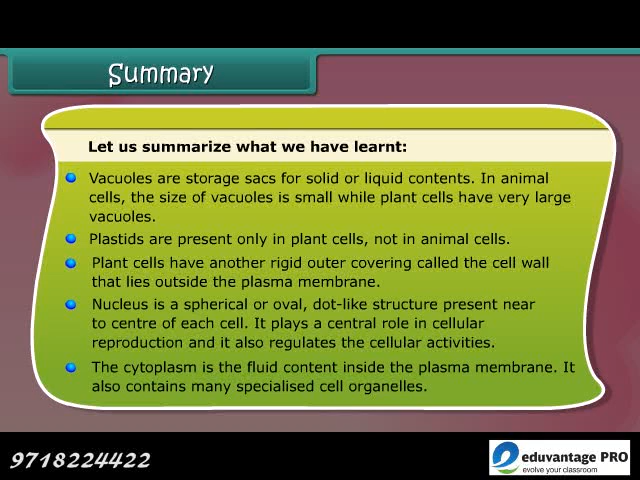 Summary
Let us summarize what we have learnt:
Vacuoles are storage sacs for solid or liquid contents. In animal
cells, the size of vacuoles is small while plant cells have very large
vacuoles.
Plastids are present only in plant cells, not in animal cells.
Plant cells have another rigid outer covering called the cell wall
that lies outside the plasma membrane.
Nucleus is a spherical or oval, dot-like structure present near
to centre of each cell. It plays a central role in cellular
reproduction and it also regulates the cellular activities.
The cytoplasm is the fluid content inside the plasma membrane. It
also contains many specialised cell organelles.
9718224422
eduvantage PRO
evolve your classroom